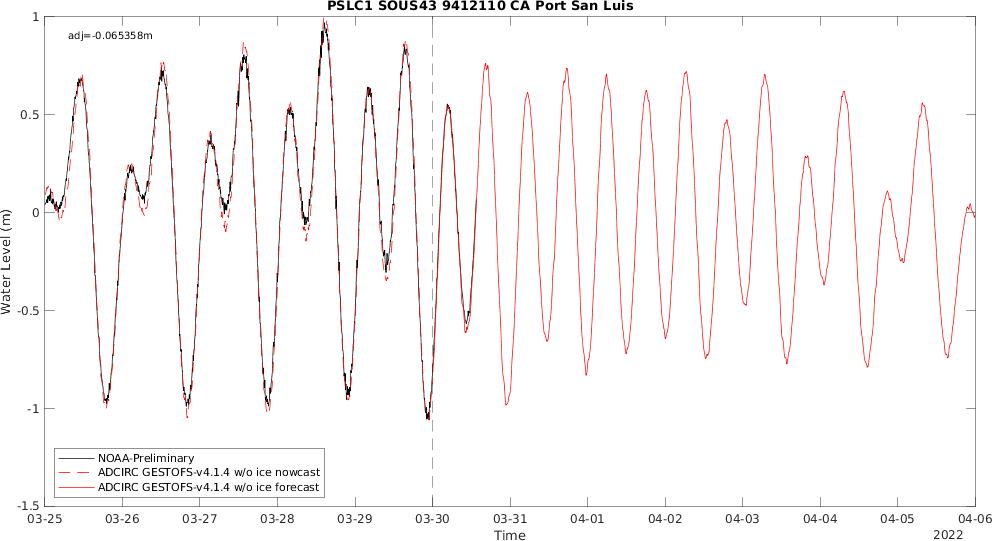 PSLC1 SOUS43 9412110 CA Port San Luis
adj=-0.065358m
1
0.5
0
-0.5
-1
-1.5
Water Level (m)
NOAA-Preliminary
ADCIRC GESTOFS-v4.1.4 w/o ice nowcast
ADCIRC GESTOFS-v4.1.4 w/o ice forecast
03-25 03-26 03-27 03-28 03-29 03-30 03-31 04-01 04-02 04-03 04-04 04-05 04-06
Time
2022